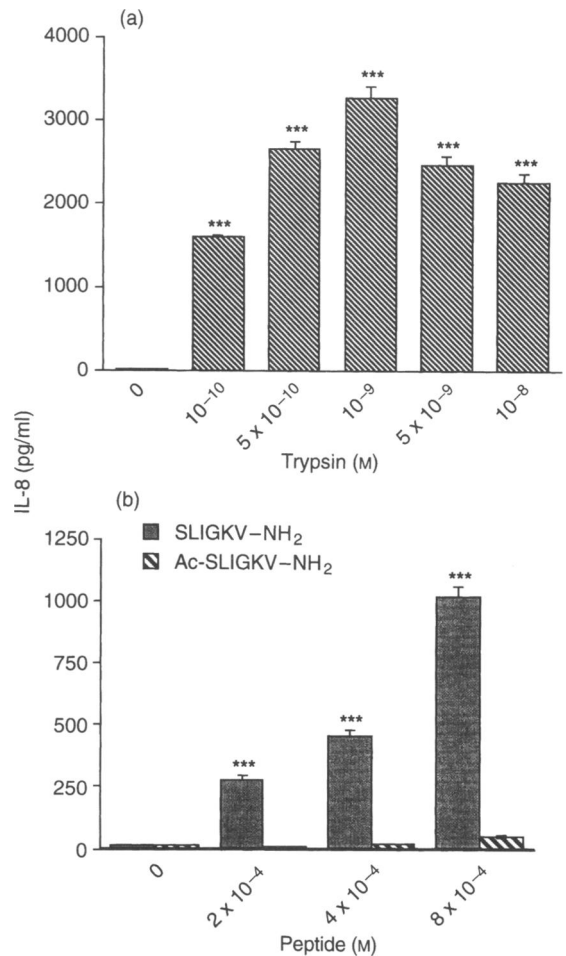 (a)
4000
3000
2000
1000
0
***
***
***
***
***
0
10⁻¹⁰
5 x 10⁻¹⁰
10⁻⁹
5 x 10⁻⁹
10⁻⁸
Trypsin (M)
IL-8 (pg/ml)
(b)
SLIGKV–NH₂
Ac-SLIGKV–NH₂
1250
1000
750
500
250
0
***
***
***
0
2 x 10⁻⁴
4 x 10⁻⁴
8 x 10⁻⁴
Peptide (M)